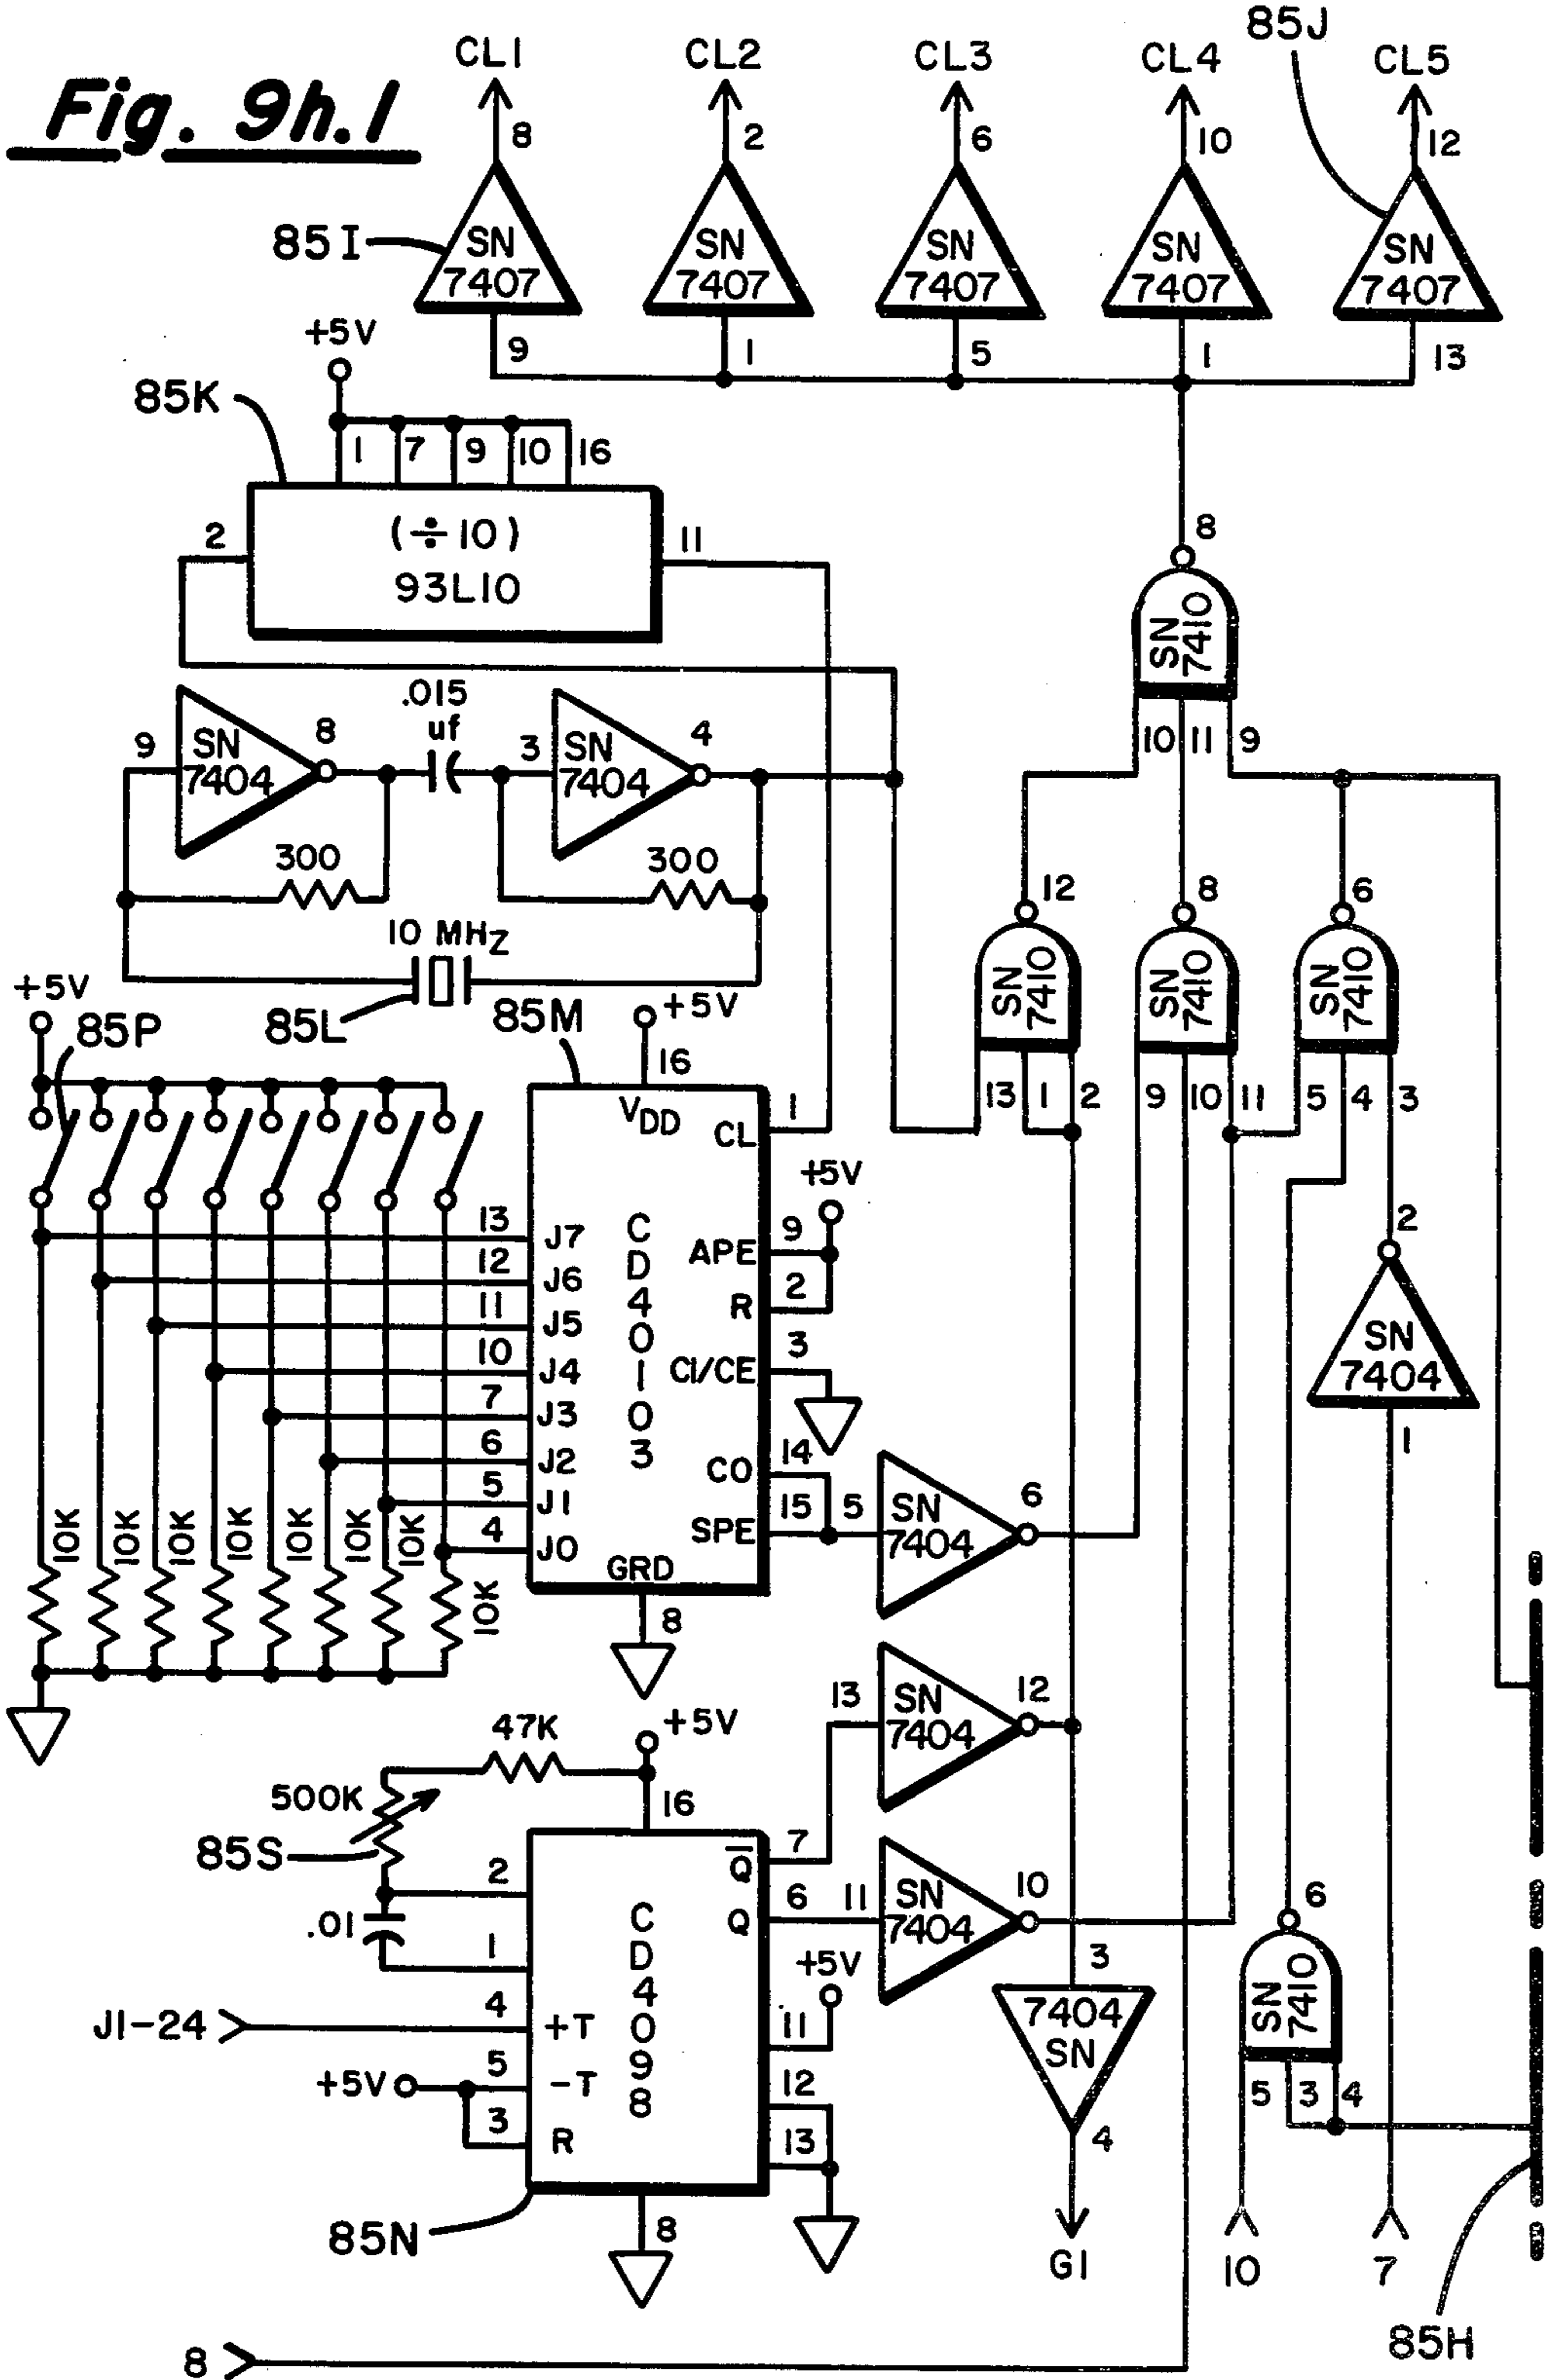 Fig. 9h.1
CL1
CL2
CL3
CL4
CL5
85J
8
2
6
10
12
85I
SN
7407
SN
7407
SN
7407
SN
7407
SN
7407
9
1
5
1
13
+5V
85K
1
7
9
10
16
2
(÷10)
93L10
11
8
SN
7410
10
11
9
9
SN
7404
8
.015
uf
3
SN
7404
4
300
300
10 MHZ
85L
12
SN
7410
8
SN
7410
6
SN
7410
13
1
2
9
10
11
5
4
3
+5V
85P
85M
+5V
16
VDD
CL
1
+5V
APE
9
R
2
CI/CE
3
CO
14
SPE
15
GRD
8
CD40103
13
J7
12
J6
11
J5
10
J4
7
J3
6
J2
5
J1
4
J0
10K
10K
10K
10K
10K
10K
10K
10K
5
SN
7404
6
2
SN
7404
1
13
SN
7404
12
11
SN
7404
10
47K
+5V
500K
85S
16
.01
2
1
J1-24
4
+T
+5V
5
-T
3
R
CD4098
Q̅
7
Q
6
+5V
11
12
13
8
85N
3
7404
SN
4
G1
6
SN
7410
5
3
4
10
7
85H
8